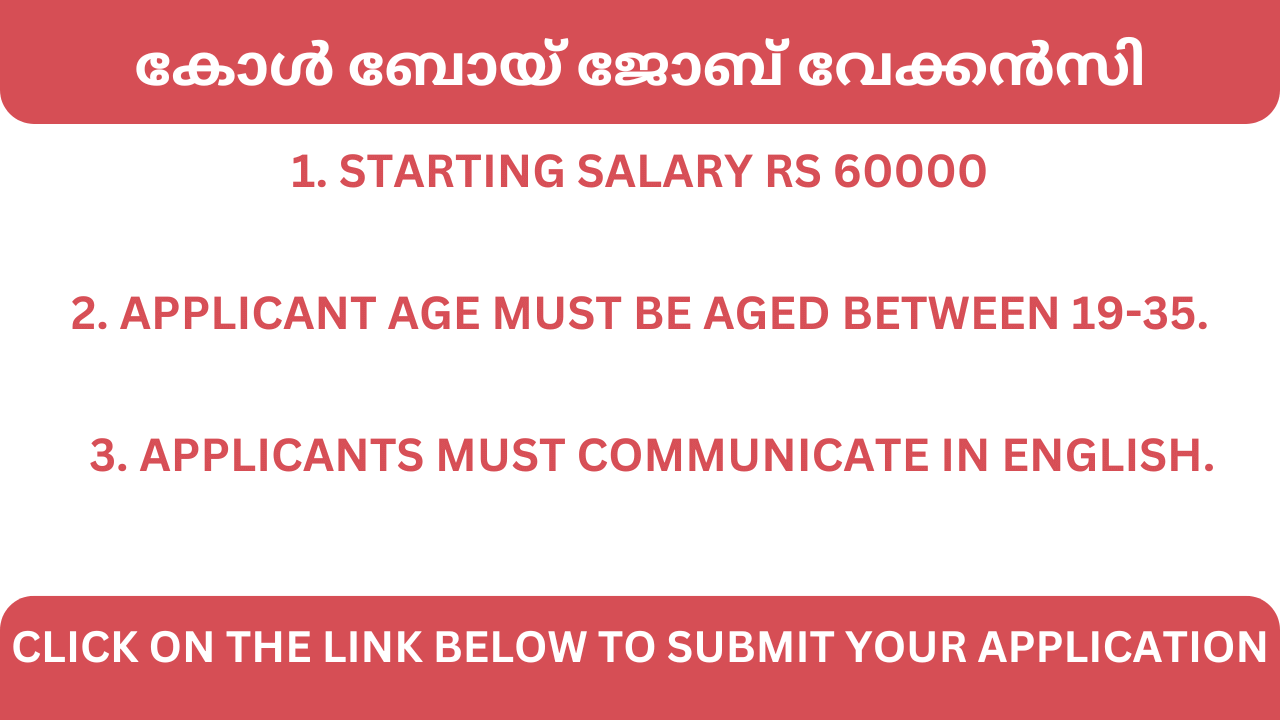 കോൾ ബോയ് ജോബ് വേക്കൻസി
1. STARTING SALARY RS 60000
2. APPLICANT AGE MUST BE AGED BETWEEN 19-35.
3. APPLICANTS MUST COMMUNICATE IN ENGLISH.
CLICK ON THE LINK BELOW TO SUBMIT YOUR APPLICATION